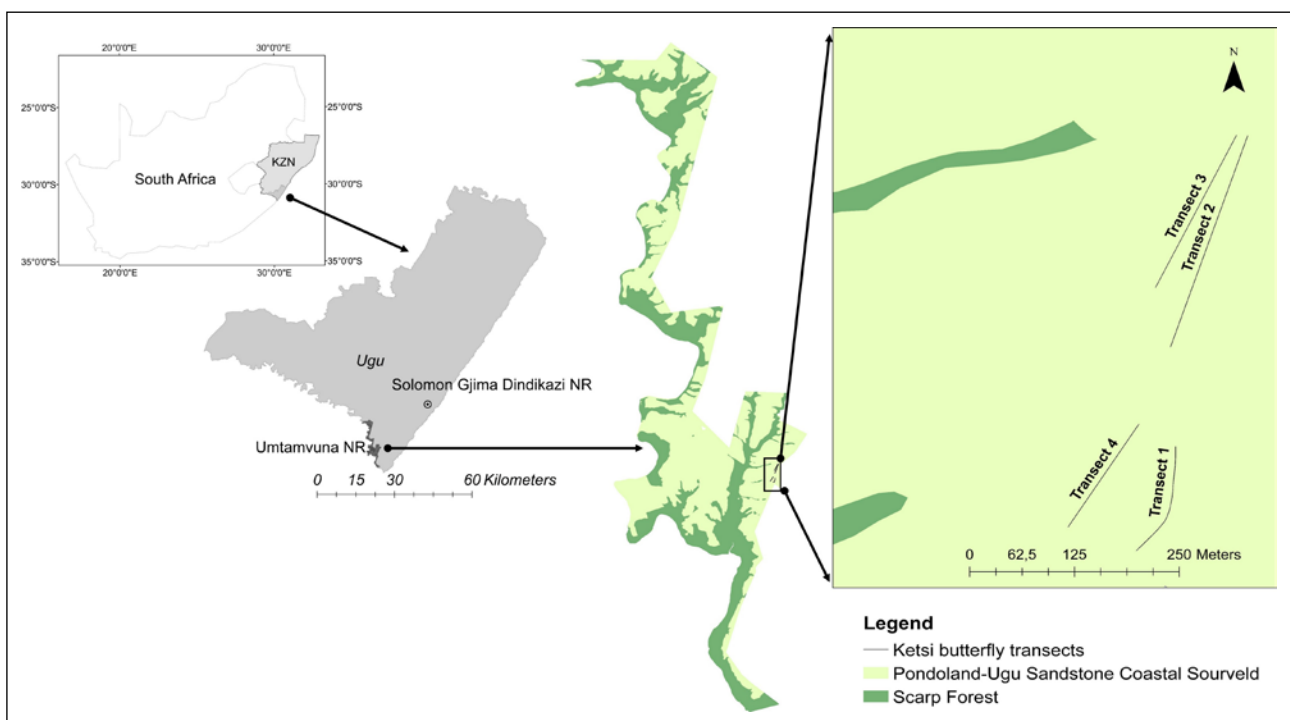 20°0'0"E
30°0'0"E
25°0'0"S
25°0'0"S
KZN
South Africa
30°0'0"S
30°0'0"S
35°0'0"S
35°0'0"S
20°0'0"E
30°0'0"E
Ugu
Solomon Gjima Dindikazi NR
Umtamvuna NR
0 15 30 60 Kilometers
N
Transect 3
Transect 2
Transect 4
Transect 1
0 62,5 125 250 Meters
Legend
Ketsi butterfly transects
Pondoland-Ugu Sandstone Coastal Sourveld
Scarp Forest